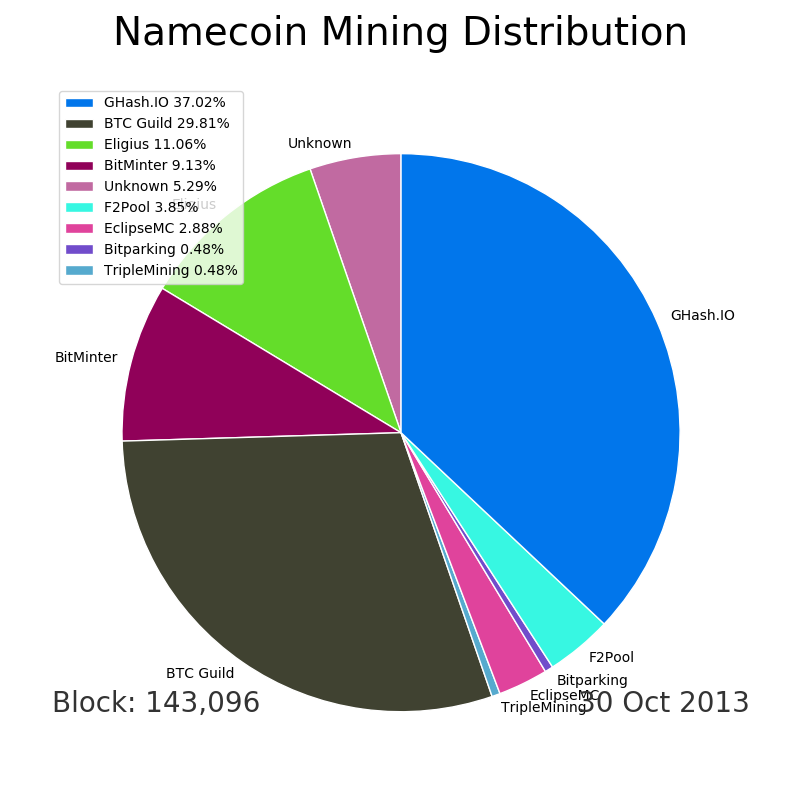 Namecoin Mining Distribution
GHash.IO 37.02%
BTC Guild 29.81%
Eligius 11.06%
BitMinter 9.13%
Unknown 5.29%
F2Pool 3.85%
EclipseMC 2.88%
Bitparking 0.48%
TripleMining 0.48%
Unknown
Eligius
GHash.IO
BitMinter
F2Pool
BTC Guild
Bitparking
EclipseMC
TripleMining
Block: 143,096
30 Oct 2013